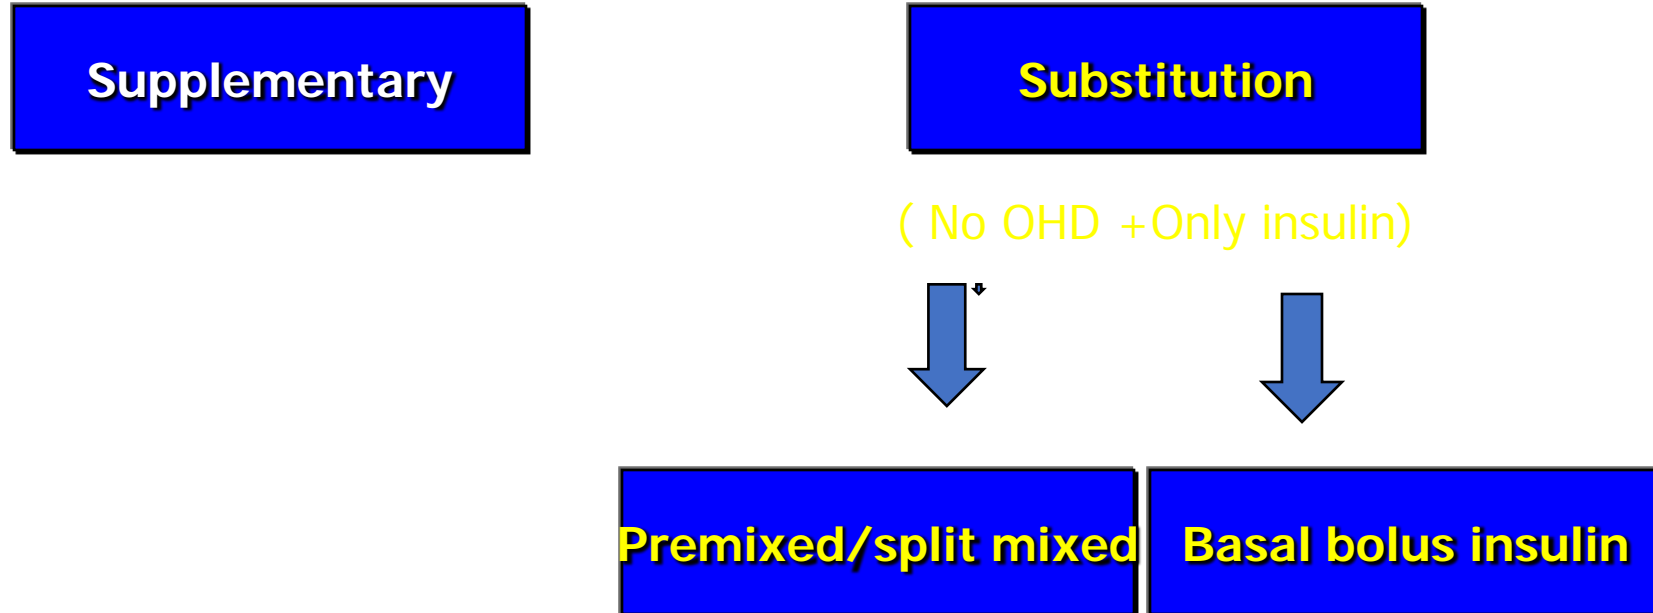 Supplementary
Substitution
( No OHD +Only insulin)
Premixed/split mixed
Basal bolus insulin